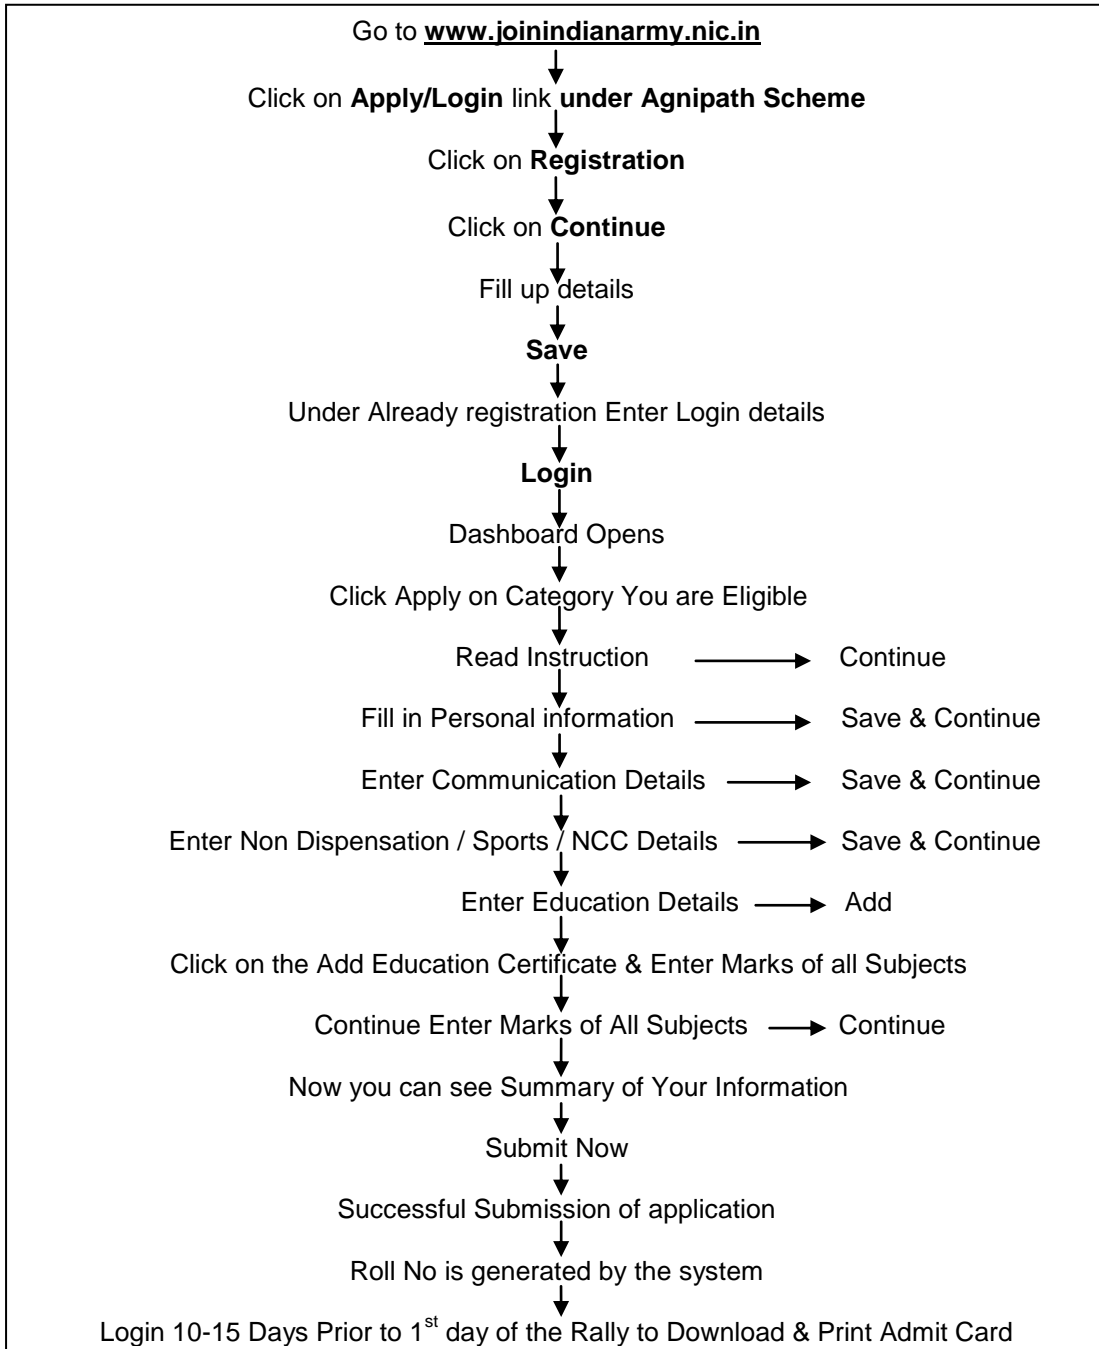 Go to www.joinindianarmy.nic.in
Click on Apply/Login link under Agnipath Scheme
Click on Registration
Click on Continue
Fill up details
Save
Under Already registration Enter Login details
Login
Dashboard Opens
Click Apply on Category You are Eligible
Read Instruction Continue
Fill in Personal information Save & Continue
Enter Communication Details Save & Continue
Enter Non Dispensation / Sports / NCC Details Save & Continue
Enter Education Details Add
Click on the Add Education Certificate & Enter Marks of all Subjects
Continue Enter Marks of All Subjects Continue
Now you can see Summary of Your Information
Submit Now
Successful Submission of application
Roll No is generated by the system
Login 10-15 Days Prior to 1st day of the Rally to Download & Print Admit Card